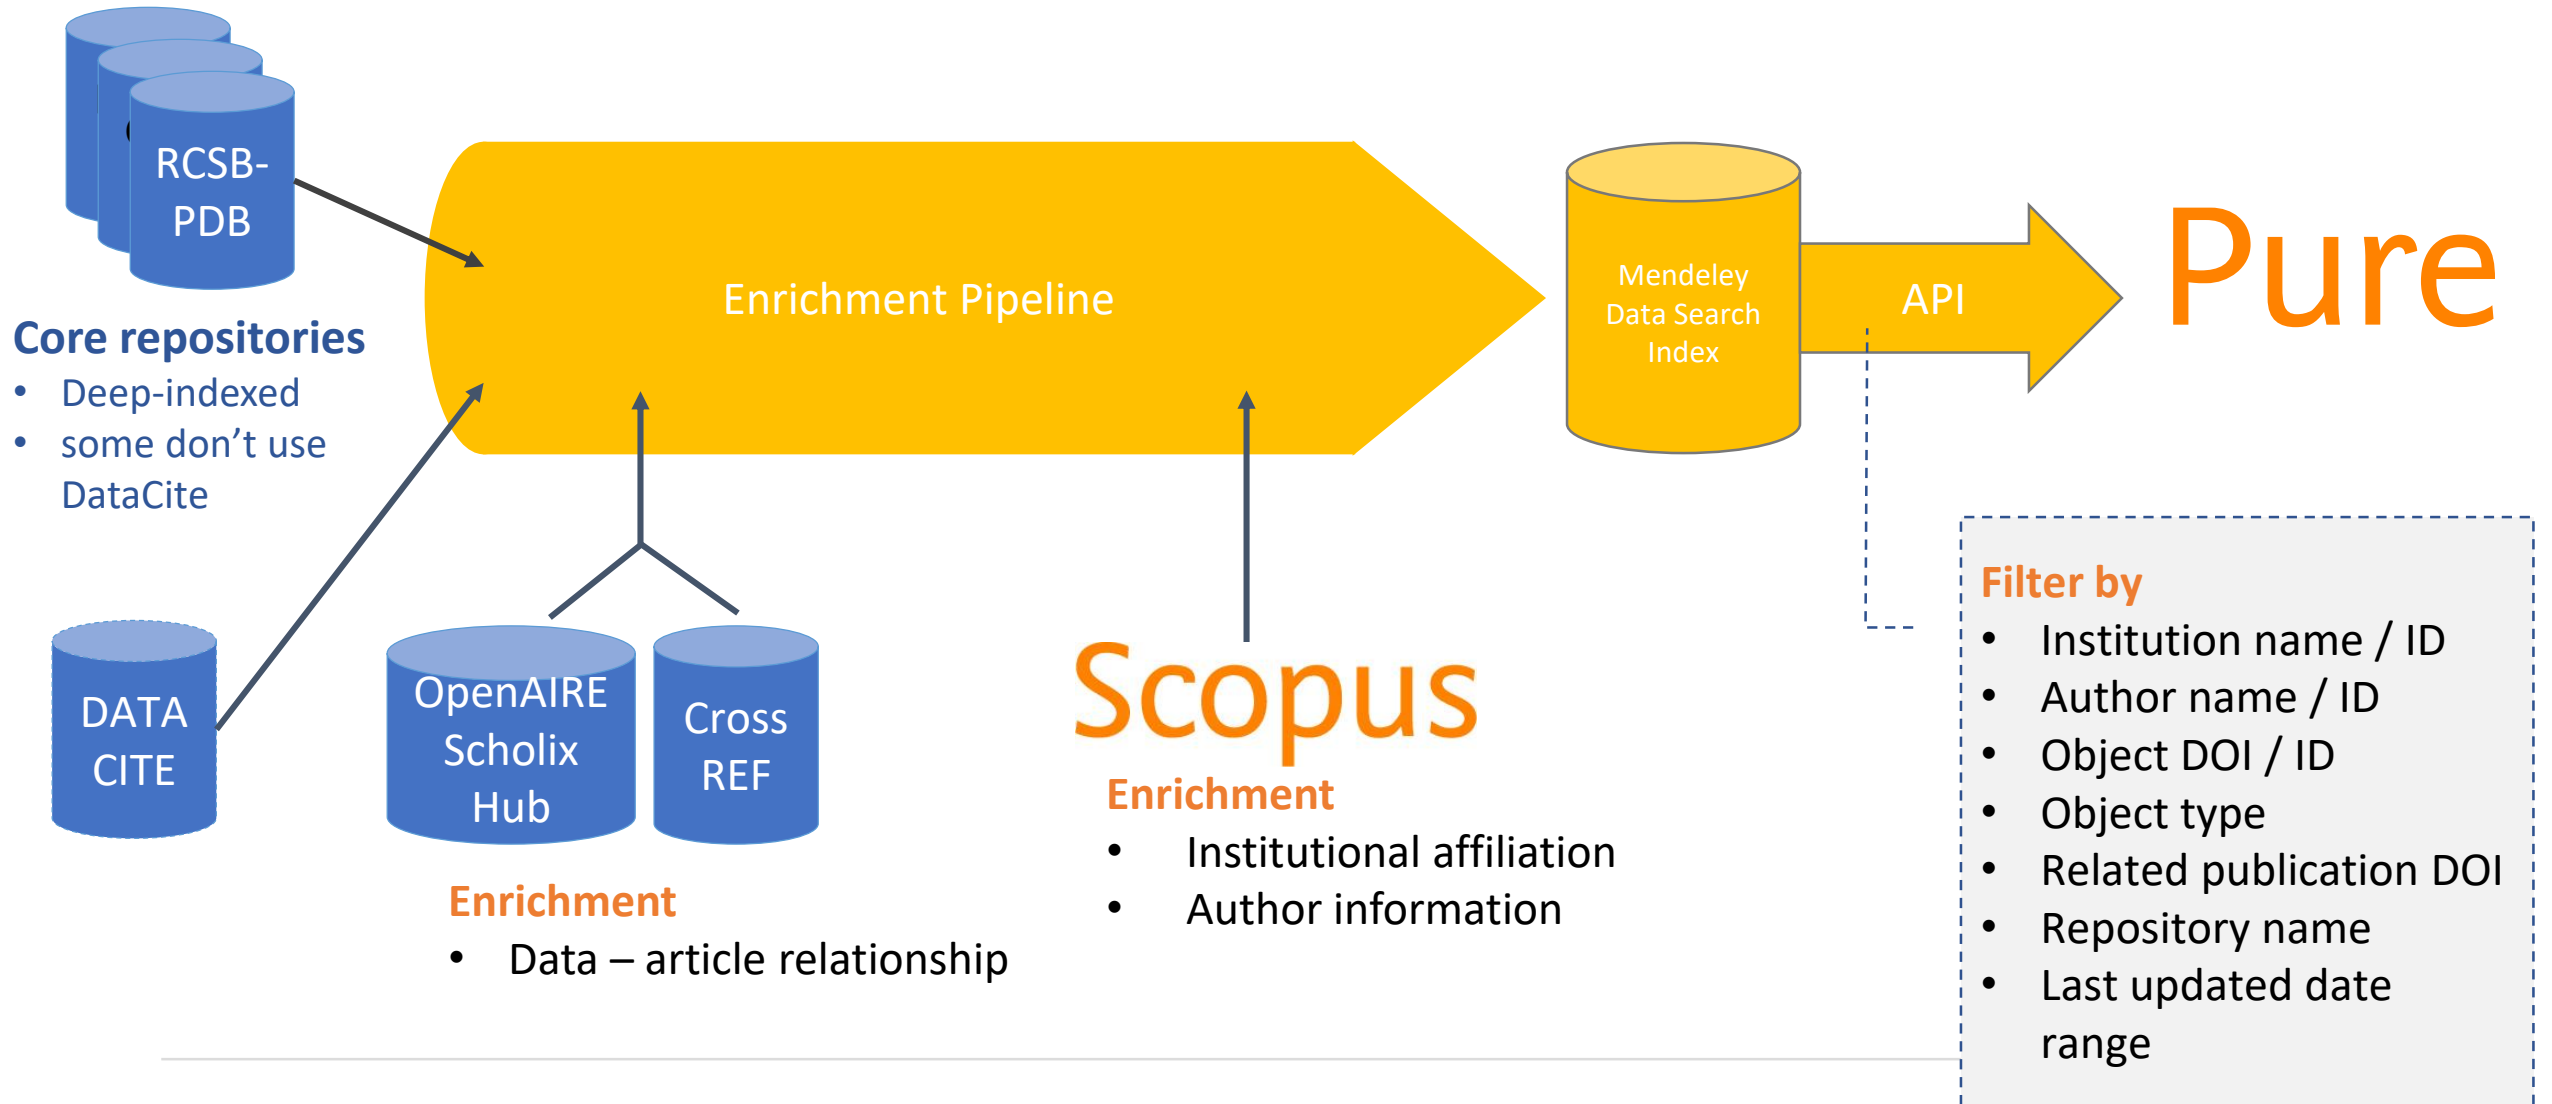 RCSB-
PDB
Core repositories
• Deep-indexed
• some don’t use
DataCite
DATA
CITE
Enrichment Pipeline
OpenAIRE
Scholix
Hub
Cross
REF
Enrichment
• Data – article relationship
Scopus
Enrichment
• Institutional affiliation
• Author information
Mendeley
Data Search
Index
API
Pure
Filter by
• Institution name / ID
• Author name / ID
• Object DOI / ID
• Object type
• Related publication DOI
• Repository name
• Last updated date
range